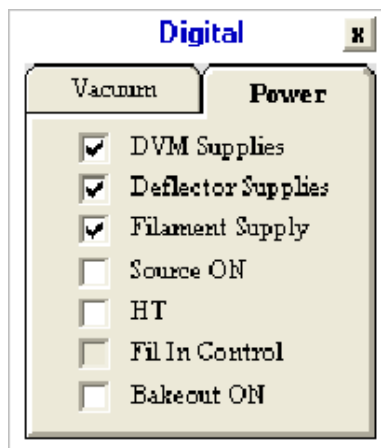 Digital x
Vacuum Power
DVM Supplies
Deflector Supplies
Filament Supply
Source ON
HT
Fil In Control
Bakeout ON